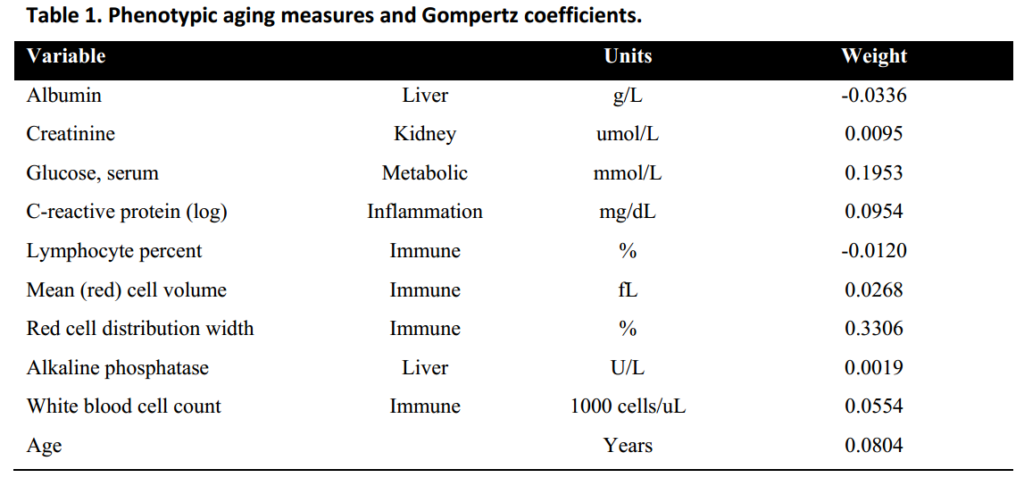 Table 1. Phenotypic aging measures and Gompertz coefficients.
Variable Units Weight
Albumin Liver g/L -0.0336
Creatinine Kidney umol/L 0.0095
Glucose, serum Metabolic mmol/L 0.1953
C-reactive protein (log) Inflammation mg/dL 0.0954
Lymphocyte percent Immune % -0.0120
Mean (red) cell volume Immune fL 0.0268
Red cell distribution width Immune % 0.3306
Alkaline phosphatase Liver U/L 0.0019
White blood cell count Immune 1000 cells/uL 0.0554
Age Years 0.0804